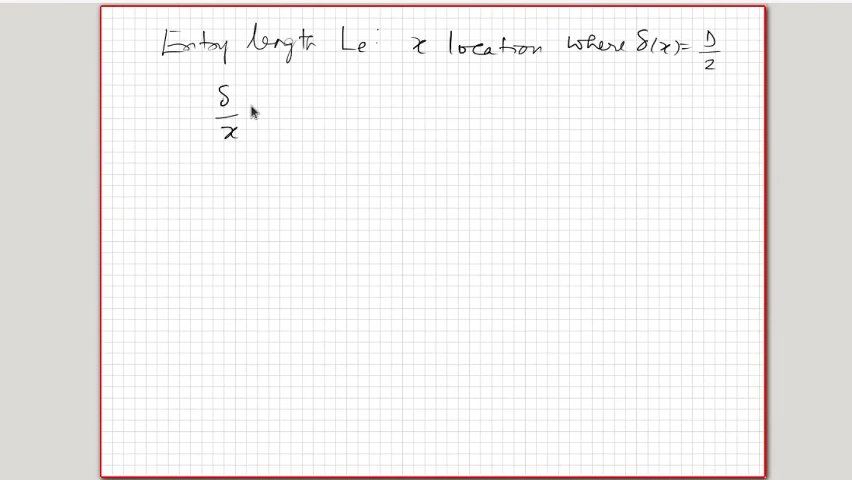 Entry length Le: x location where δ(x)= D/2
δ/x